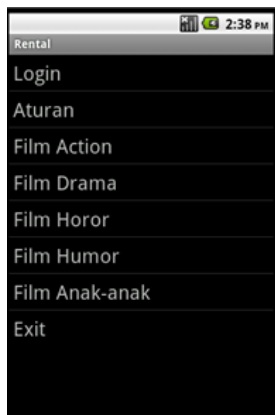 2:38 PM
Rental
Login
Aturan
Film Action
Film Drama
Film Horor
Film Humor
Film Anak-anak
Exit